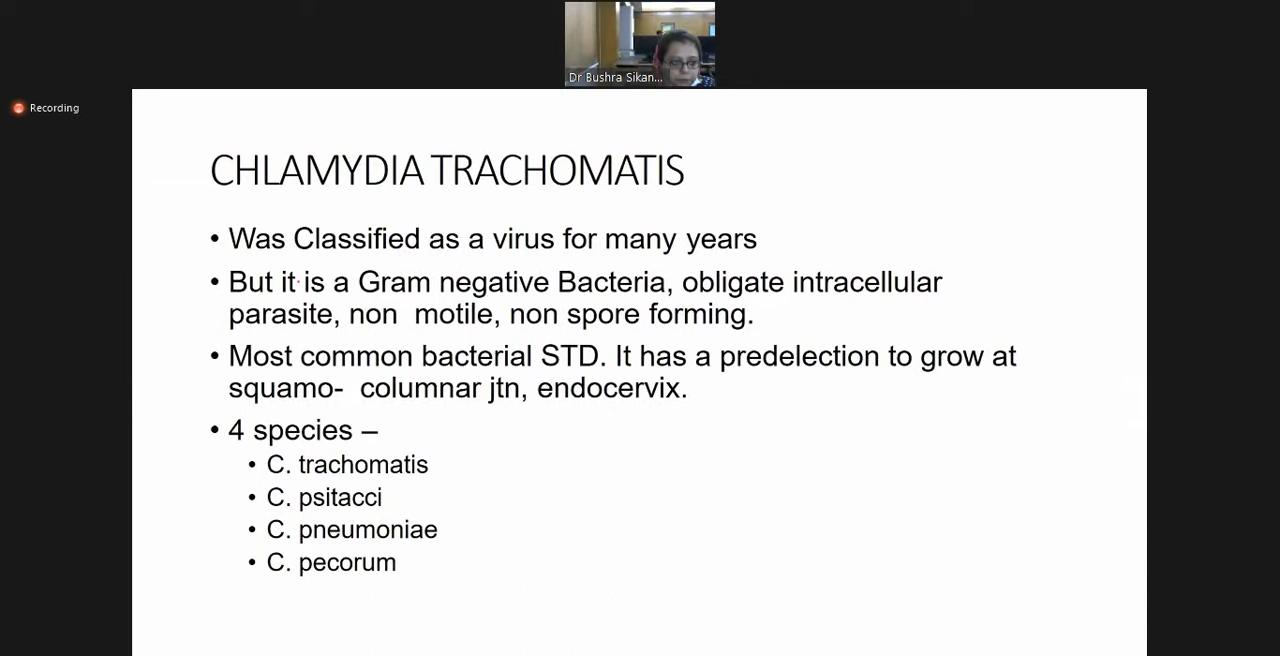 Dr Bushra Sikan...
Recording
CHLAMYDIA TRACHOMATIS
• Was Classified as a virus for many years
• But it is a Gram negative Bacteria, obligate intracellular
parasite, non motile, non spore forming.
• Most common bacterial STD. It has a predelection to grow at
squamo- columnar jtn, endocervix.
• 4 species –
• C. trachomatis
• C. psitacci
• C. pneumoniae
• C. pecorum